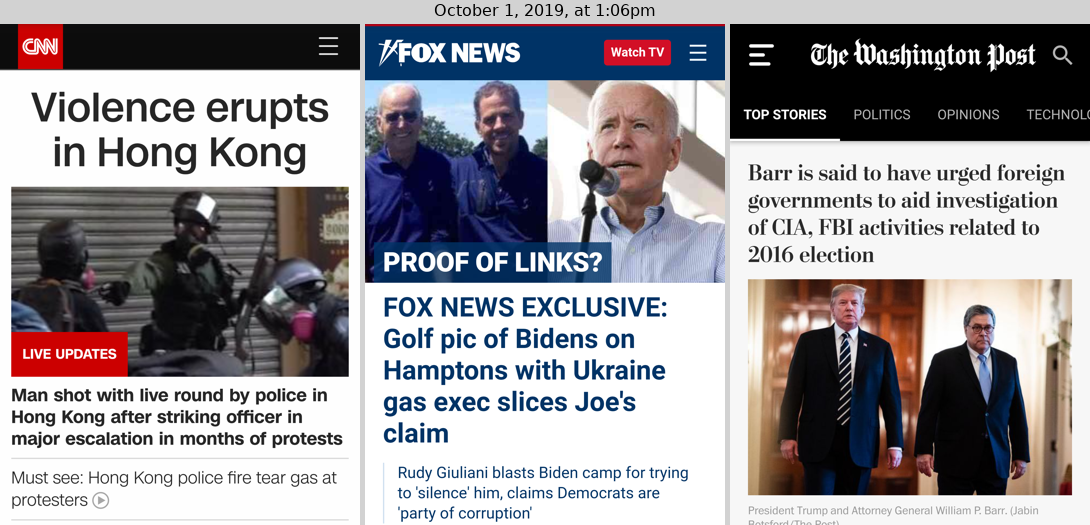 October 1, 2019, at 1:06pm
CNN
Violence erupts
in Hong Kong
LIVE UPDATES
Man shot with live round by police in
Hong Kong after striking officer in
major escalation in months of protests
Must see: Hong Kong police fire tear gas at
protesters
FOX NEWS
Watch TV
PROOF OF LINKS?
FOX NEWS EXCLUSIVE:
Golf pic of Bidens on
Hamptons with Ukraine
gas exec slices Joe's
claim
Rudy Giuliani blasts Biden camp for trying
to 'silence' him, claims Democrats are
'party of corruption'
The Washington Post
TOP STORIES
POLITICS
OPINIONS
TECHNOLO
Barr is said to have urged foreign
governments to aid investigation
of CIA, FBI activities related to
2016 election
President Trump and Attorney General William P. Barr. (Jabin
Botsford/The Post)